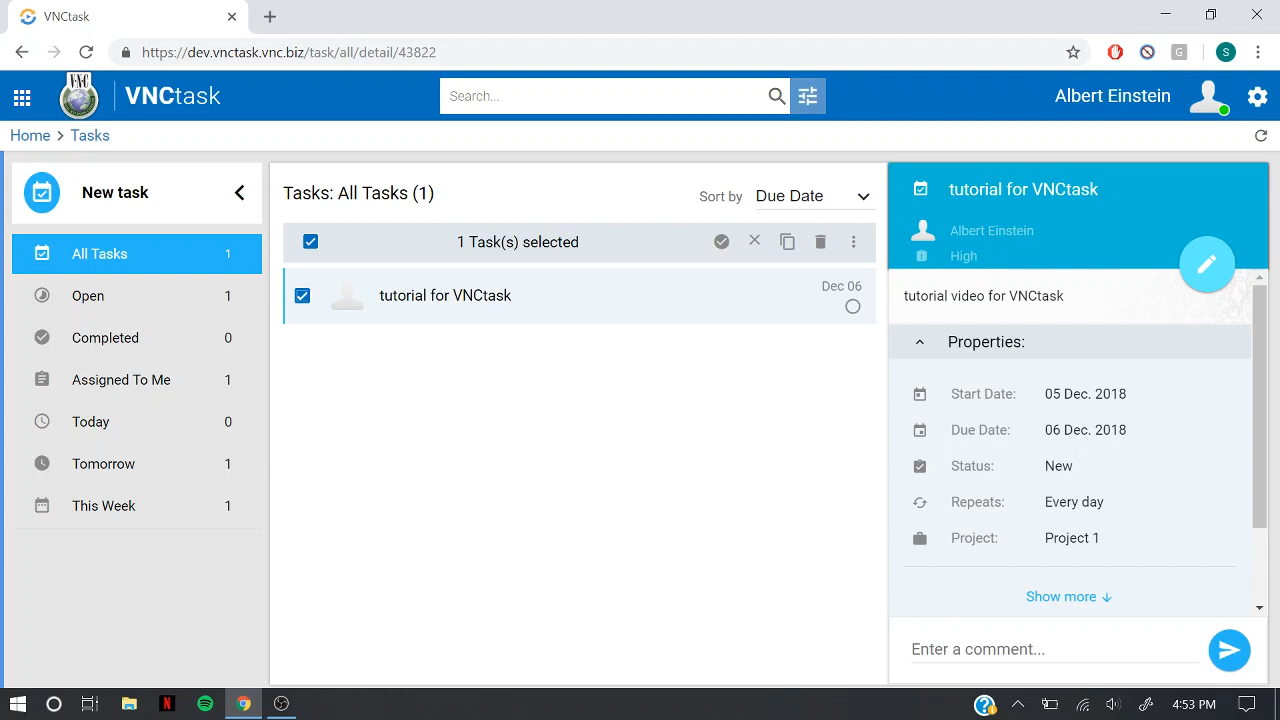 VNCtask
https://dev.vnctask.vnc.biz/task/all/detail/43822
G
S
VNC
VNCtask
Search...
Albert Einstein
Home > Tasks
New task
Tasks: All Tasks (1)
Sort by Due Date
All Tasks 1
Open 1
Completed 0
Assigned To Me 1
Today 0
Tomorrow 1
This Week 1
1 Task(s) selected
tutorial for VNCtask
Dec 06
tutorial for VNCtask
Albert Einstein
High
tutorial video for VNCtask
Properties:
Start Date: 05 Dec. 2018
Due Date: 06 Dec. 2018
Status: New
Repeats: Every day
Project: Project 1
Show more
Enter a comment...
4:53 PM